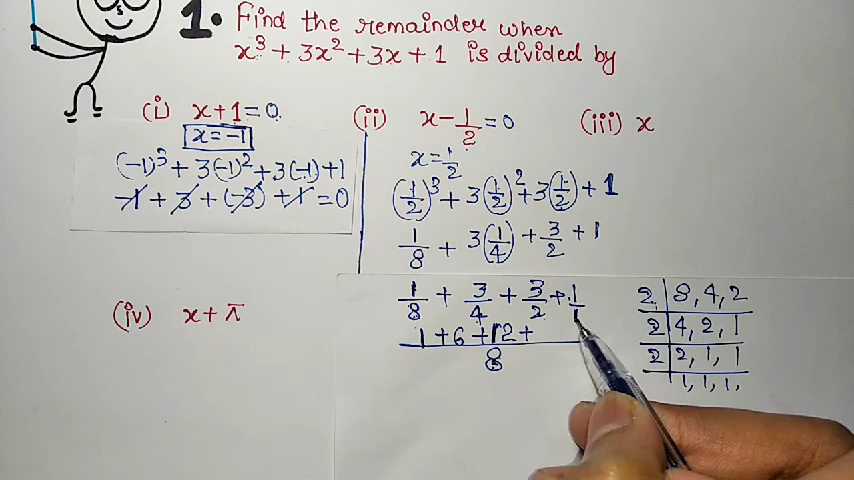 1. Find the remainder when
x³ + 3x² + 3x + 1 is divided by
(i) x + 1 = 0
x = -1
(-1)³ + 3(-1)² + 3(-1) + 1
-1 + 3 + (-3) + 1 = 0
(ii) x - 1/2 = 0
x = 1/2
(1/2)³ + 3(1/2)² + 3(1/2) + 1
1/8 + 3(1/4) + 3/2 + 1
1/8 + 3/4 + 3/2 + 1/1
1 + 6 + 12 +
8
2 | 8, 4, 2
2 | 4, 2, 1
2 | 2, 1, 1
1, 1, 1,
(iii) x
(iv) x + π